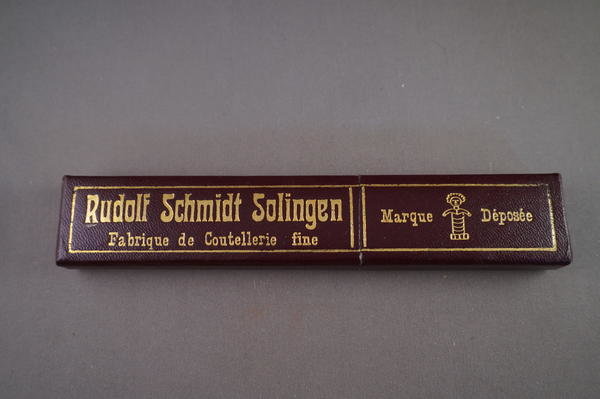 Rudolf Schmidt Solingen
Fabrique de Coutellerie fine
Marque Déposée